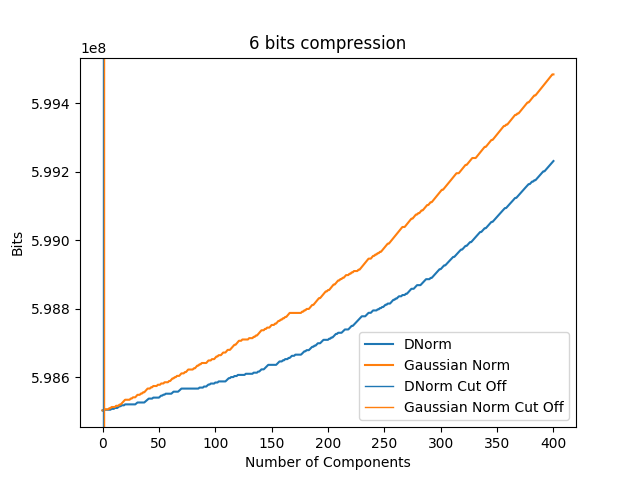 6 bits compression
1e8
5.994
5.992
5.990
5.988
5.986
Bits
0 50 100 150 200 250 300 350 400
Number of Components
DNorm
Gaussian Norm
DNorm Cut Off
Gaussian Norm Cut Off